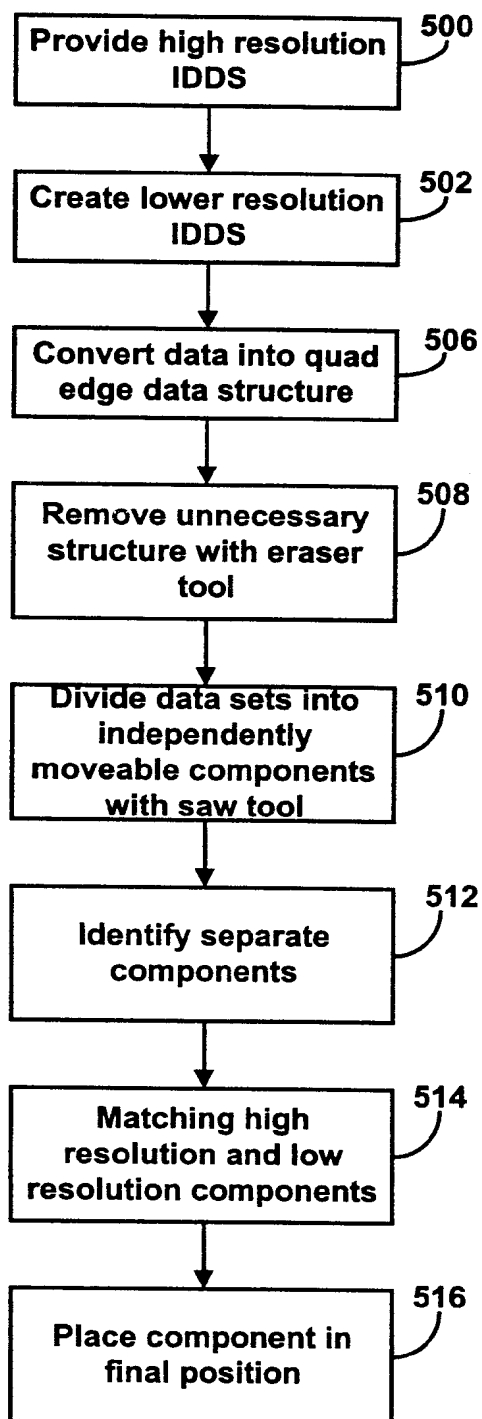 500
Provide high resolution
IDDS
502
Create lower resolution
IDDS
506
Convert data into quad
edge data structure
508
Remove unnecessary
structure with eraser
tool
510
Divide data sets into
independently
moveable components
with saw tool
512
Identify separate
components
514
Matching high
resolution and low
resolution components
516
Place component in
final position